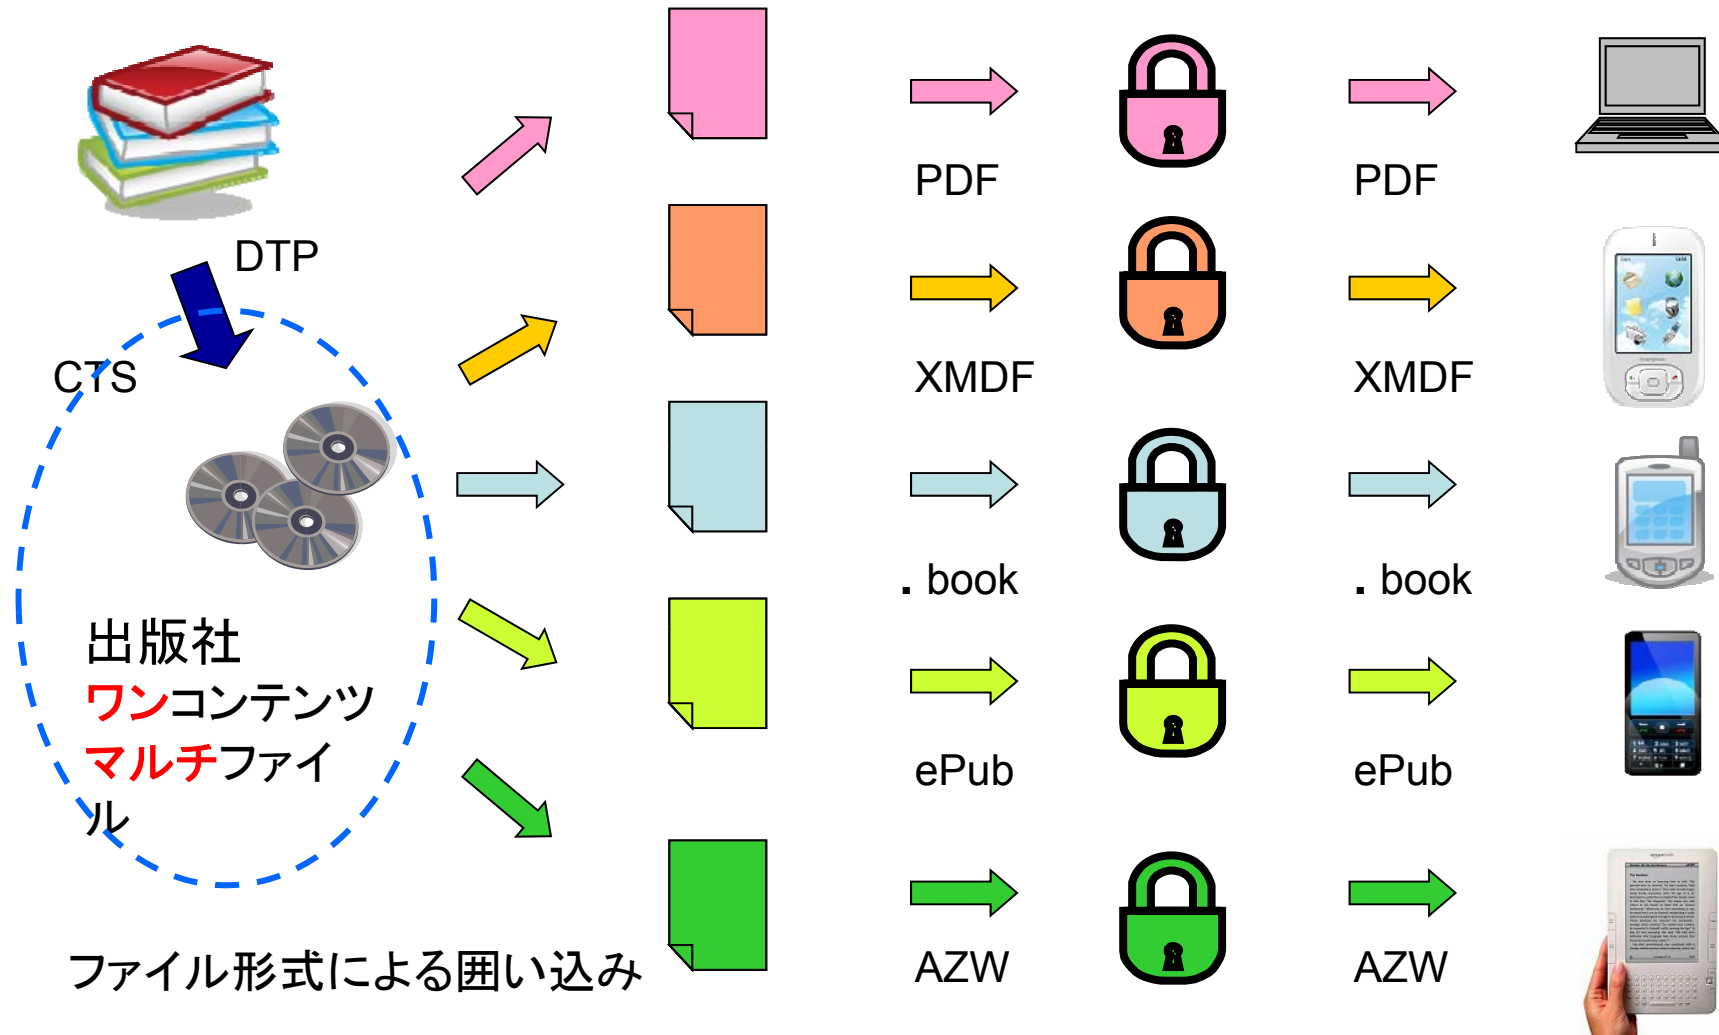 PDF
PDF
DTP
CTS
XMDF
XMDF
. book
. book
出版社
ワンコンテンツ
マルチファイ
ル
ePub
ePub
ファイル形式による囲い込み
AZW
AZW